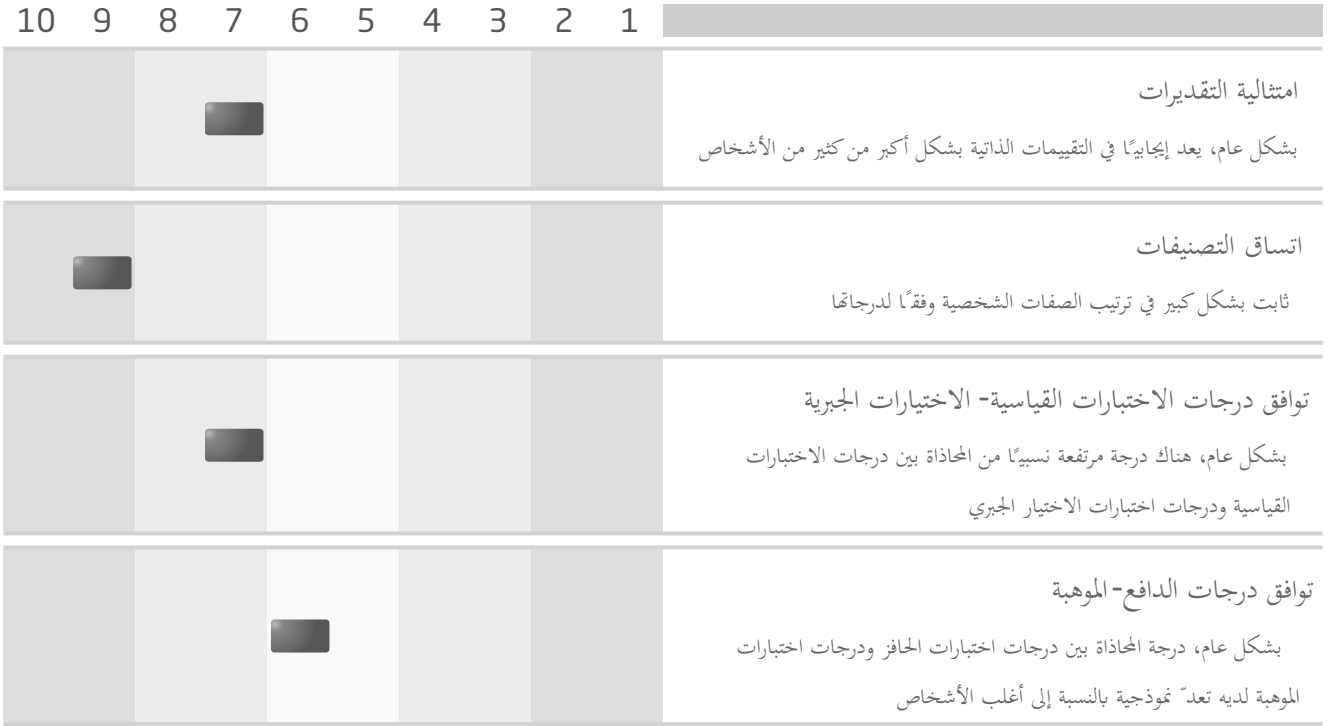 10 9 8 7 6 5 4 3 2 1
امتثالية التقديرات
بشكل عام، يعد إيجابيًا في التقييمات الذاتية بشكل أكبر من كثير من الأشخاص
اتساق التصنيفات
ثابت بشكل كبير في ترتيب الصفات الشخصية وفقًا لدرجاتها
توافق درجات الاختبارات القياسية- الاختيارات الجبرية
بشكل عام، هناك درجة مرتفعة نسبيًا من المحاذاة بين درجات الاختبارات
القياسية ودرجات اختبارات الاختيار الجبري
توافق درجات الدافع-الموهبة
بشكل عام، درجة المحاذاة بين درجات اختبارات الحافز ودرجات اختبارات
الموهبة لديه تعدّ نموذجية بالنسبة إلى أغلب الأشخاص